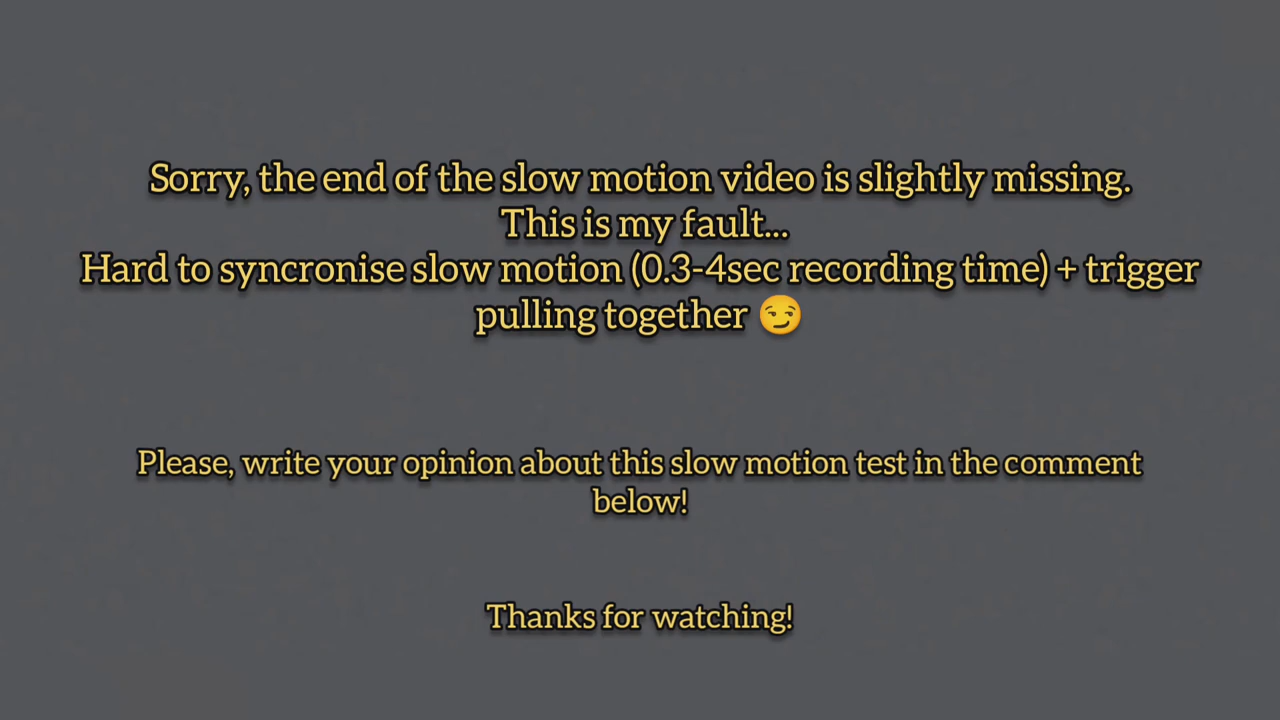 Sorry, the end of the slow motion video is slightly missing.
This is my fault...
Hard to syncronise slow motion (0.3-4sec recording time) + trigger
pulling together 😏
Please, write your opinion about this slow motion test in the comment
below!
Thanks for watching!